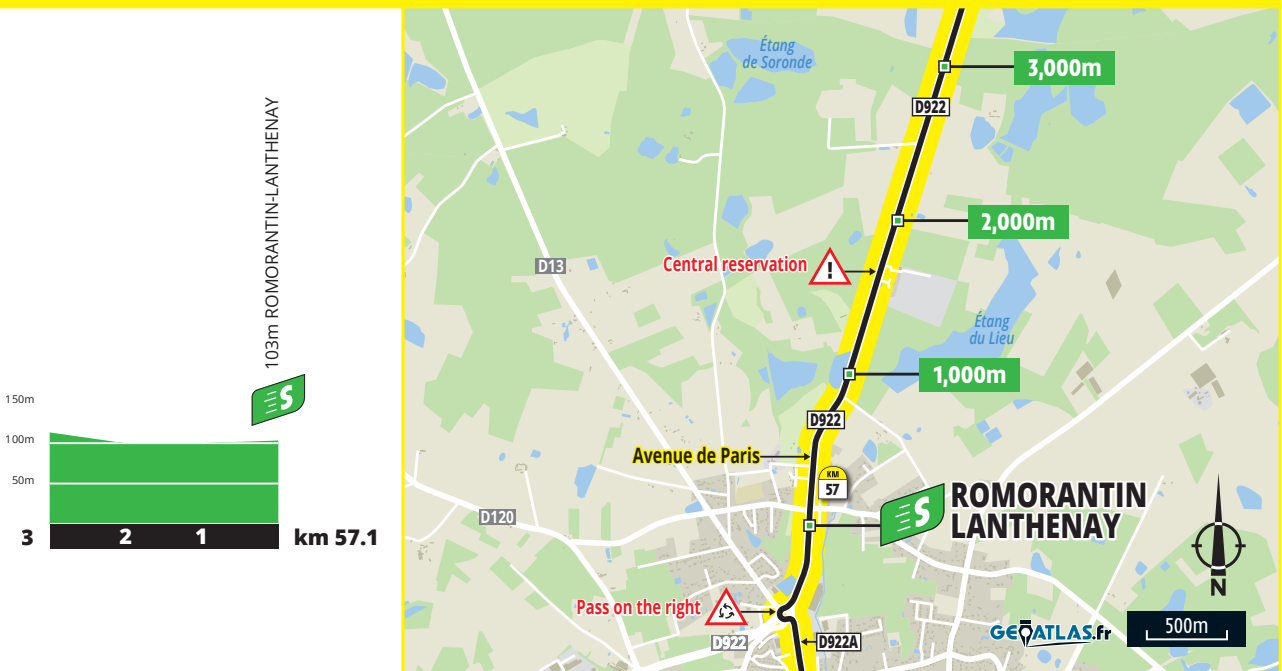 103m ROMORANTIN-LANTHENAY
S
150m
100m
50m
3
2
1
km 57.1
Étang
de Soronde
3,000m
D922
2,000m
Central reservation
!
D13
Étang
du Lieu
1,000m
D922
Avenue de Paris
KM
57
S
ROMORANTIN
LANTHENAY
D120
N
Pass on the right
D922
D922A
GEOATLAS.fr
500m